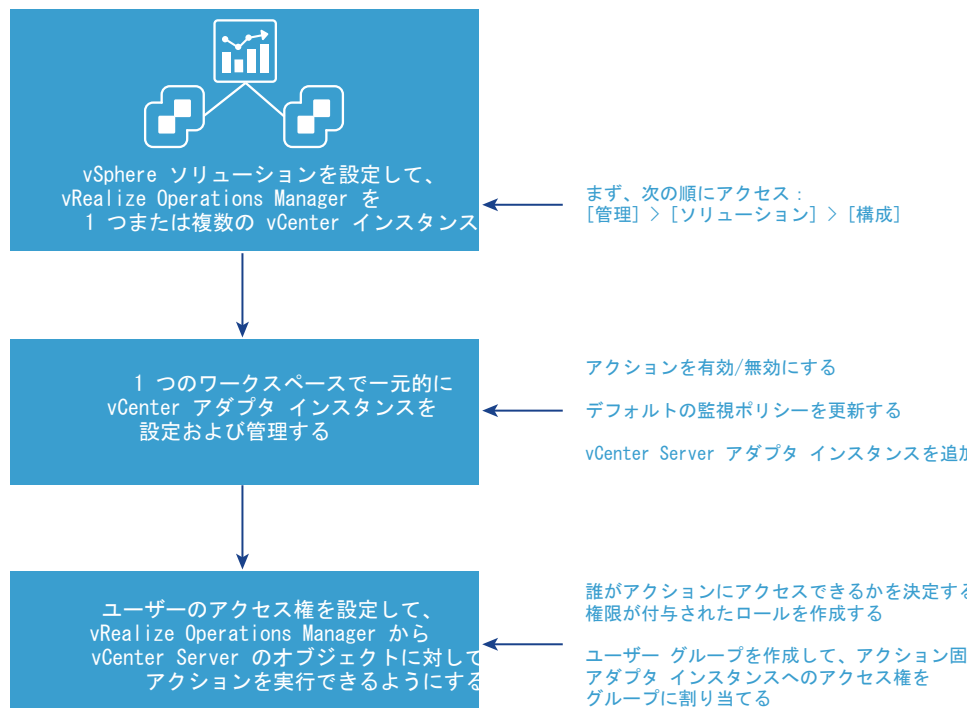 vSphere ソリューションを設定して、
vRealize Operations Manager を
1 つまたは複数の vCenter インスタンス
まず、次の順にアクセス：
[管理] > [ソリューション] > [構成]
1 つのワークスペースで一元的に
vCenter アダプタ インスタンスを
設定および管理する
アクションを有効/無効にする
デフォルトの監視ポリシーを更新する
vCenter Server アダプタ インスタンスを追加
ユーザーのアクセス権を設定して、
vRealize Operations Manager から
vCenter Server のオブジェクトに対して
アクションを実行できるようにする
誰がアクションにアクセスできるかを決定する
権限が付与されたロールを作成する
ユーザー グループを作成して、アクション固
アダプタ インスタンスへのアクセス権を
グループに割り当てる